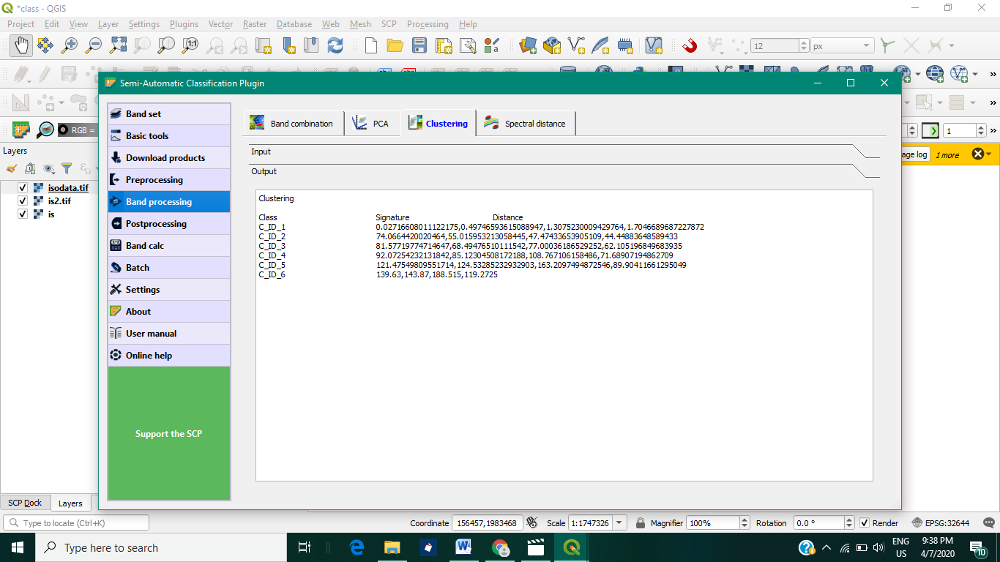 *class - QGIS
Project Edit View Layer Settings Plugins Vector Raster Database Web Mesh SCP Processing Help
12 px
Semi-Automatic Classification Plugin
RGB =
1
Layers
isodata.tif
is2.tif
is
age log 1 more
Band set
Basic tools
Download products
Preprocessing
Band processing
Postprocessing
Band calc
Batch
Settings
About
User manual
Online help
Support the SCP
Band combination PCA Clustering Spectral distance
Input
Output
Clustering
Class Signature Distance
C_ID_1 0.02716608011122175,0.49746593615088947,1.3075230009429764,1.7046689687227872
C_ID_2 74.0664420020464,55.015953213058445,47.47433653905109,44.44883648589433
C_ID_3 81.57719774714647,68.49476510111542,77.00036186529252,62.105196849683935
C_ID_4 92.07254232131842,85.12304508172188,108.767106158486,71.68907194862709
C_ID_5 121.47549809551714,124.53285232932903,163.2097494872546,89.90411661295049
C_ID_6 139.63,143.87,188.515,119.2725
SCP Dock Layers
Type to locate (Ctrl+K) Coordinate 156457,1983468 Scale 1:1747326 Magnifier 100% Rotation 0.0 ° Render EPSG:32644
Type here to search
ENG
US
9:38 PM
4/7/2020
10